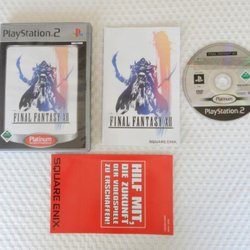 PlayStation 2
FINAL FANTASY XII
Platinum
FINAL FANTASY XII
SQUARE ENIX
Platinum
PlayStation 2
SQUARE ENIX
HILF MIT,
DIE ZUKUNFT
DER VIDEOSPIELE
ZU ERSCHAFFEN!